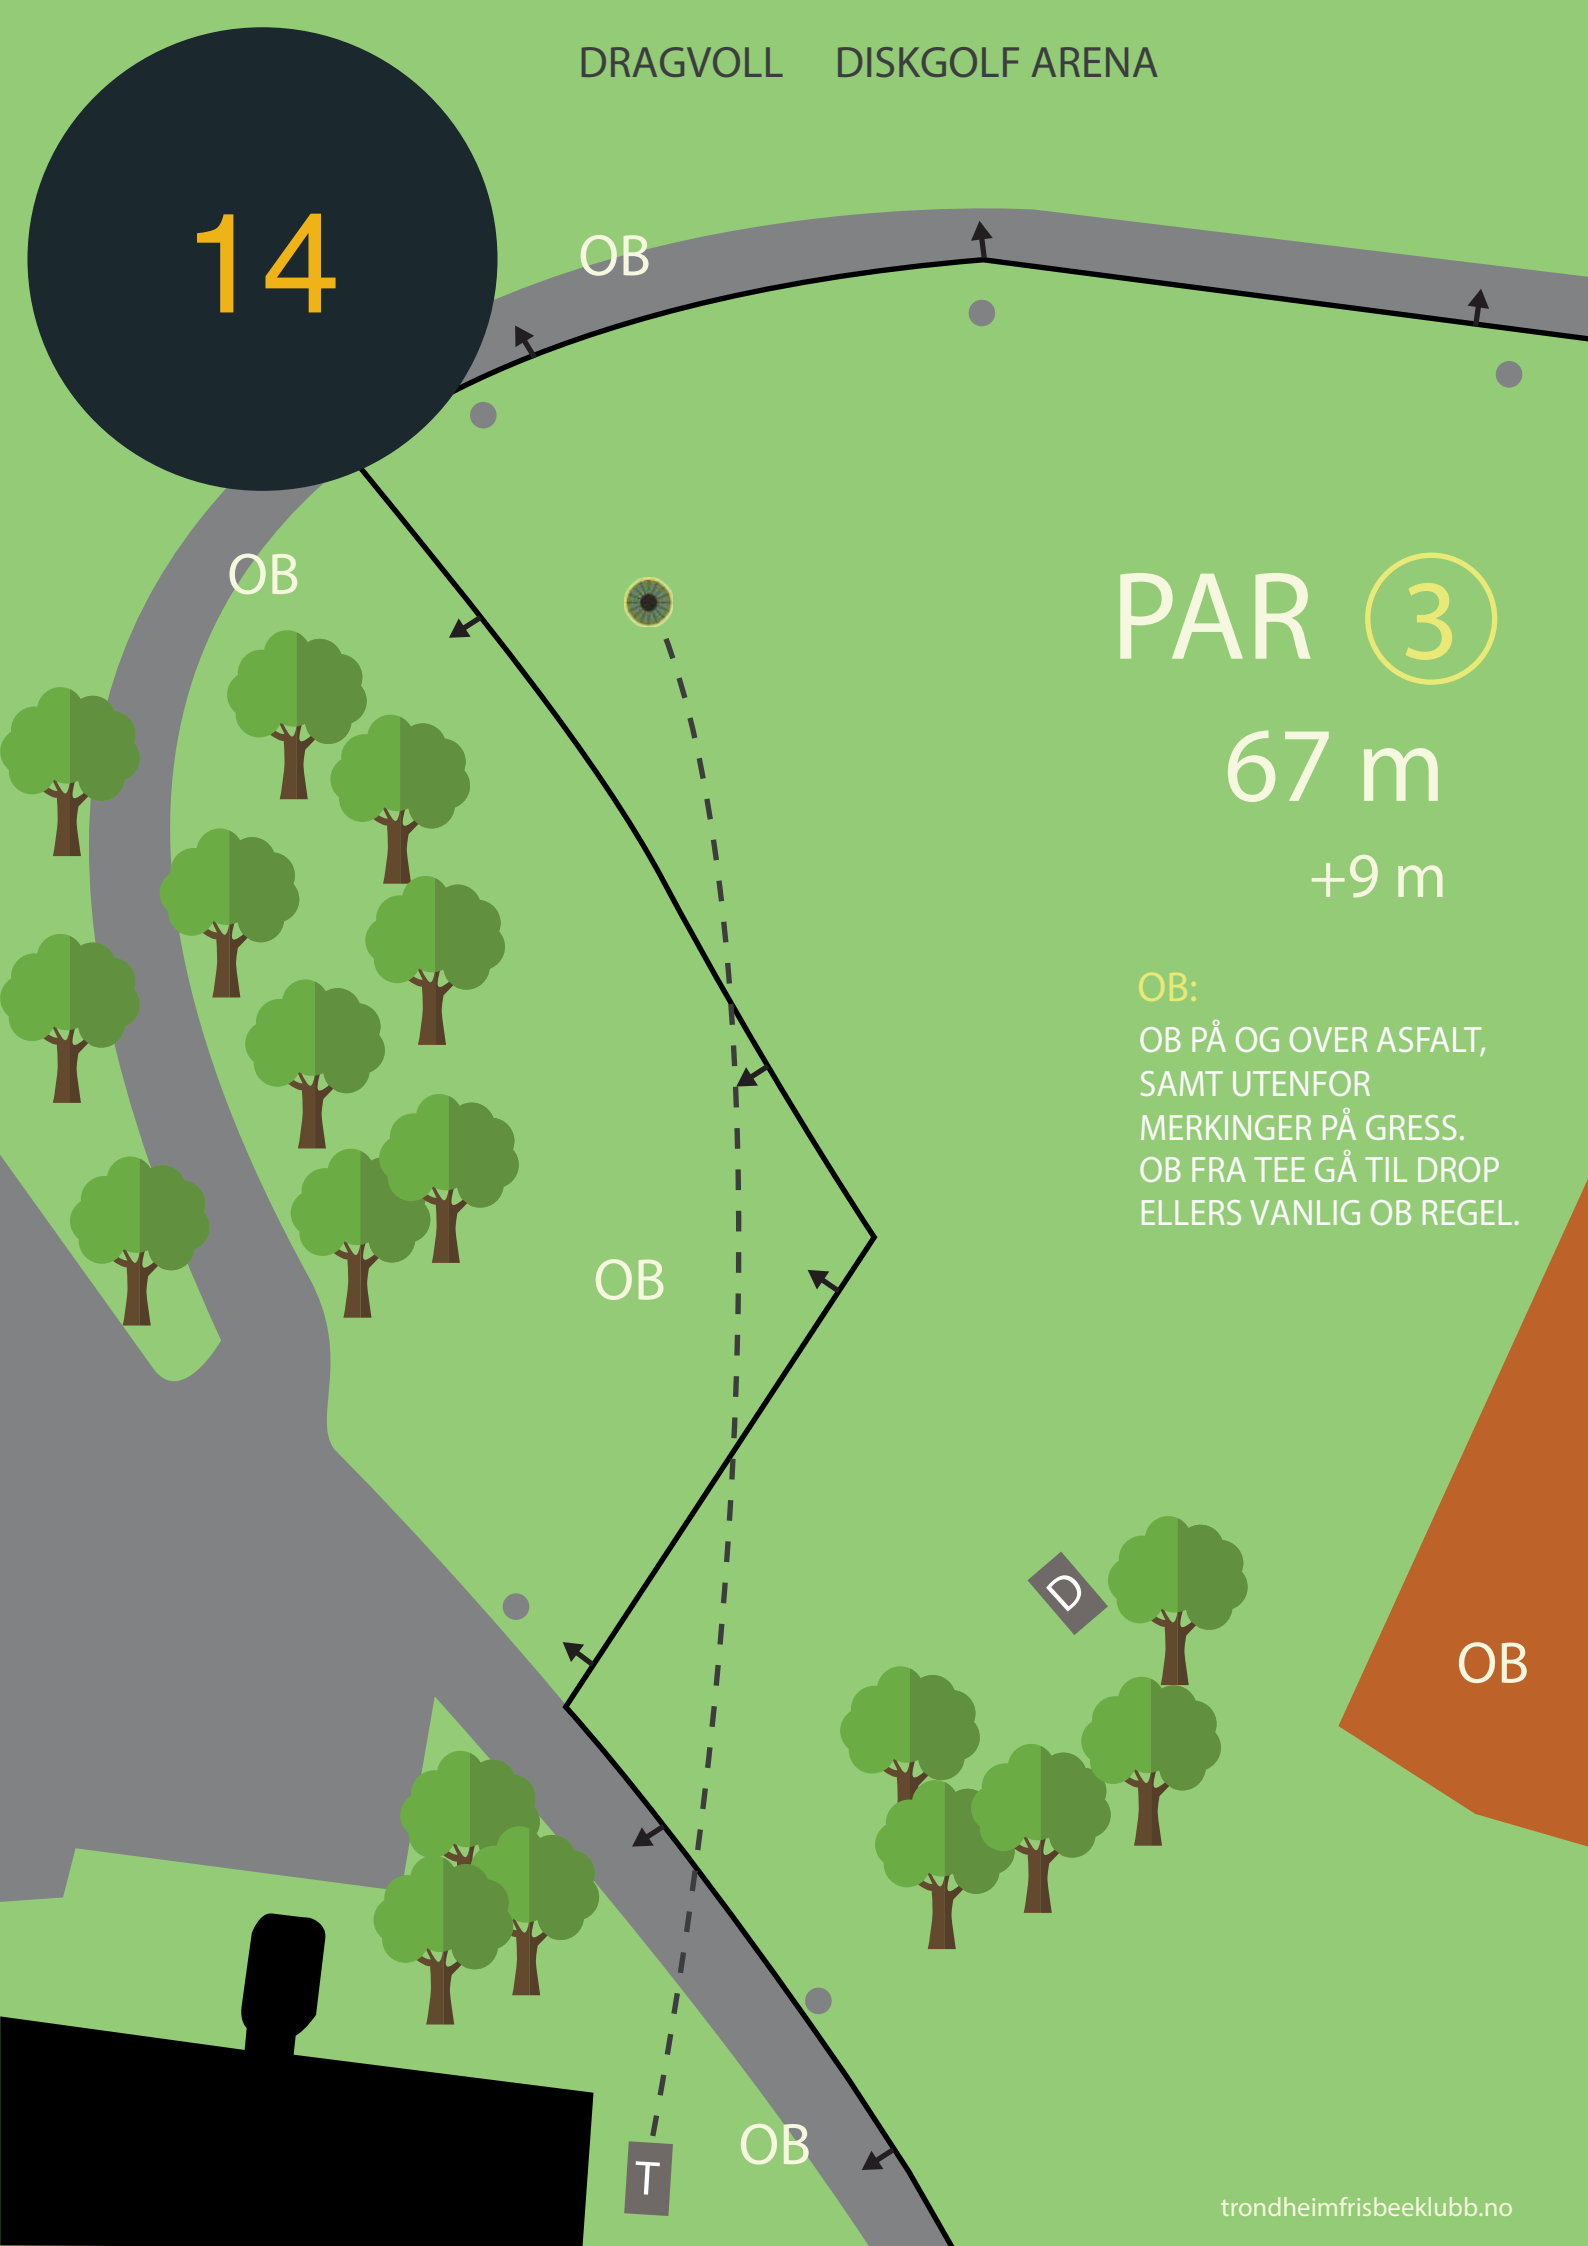 DRAGVOLL DISKGOLF ARENA
14
OB
OB
PAR 3
67 m
+9 m
OB:
OB PÅ OG OVER ASFALT,
SAMT UTENFOR
MERKINGER PÅ GRESS.
OB FRA TEE GÅ TIL DROP
ELLERS VANLIG OB REGEL.
OB
D
OB
OB
T
trondheimfrisbeeklubb.no